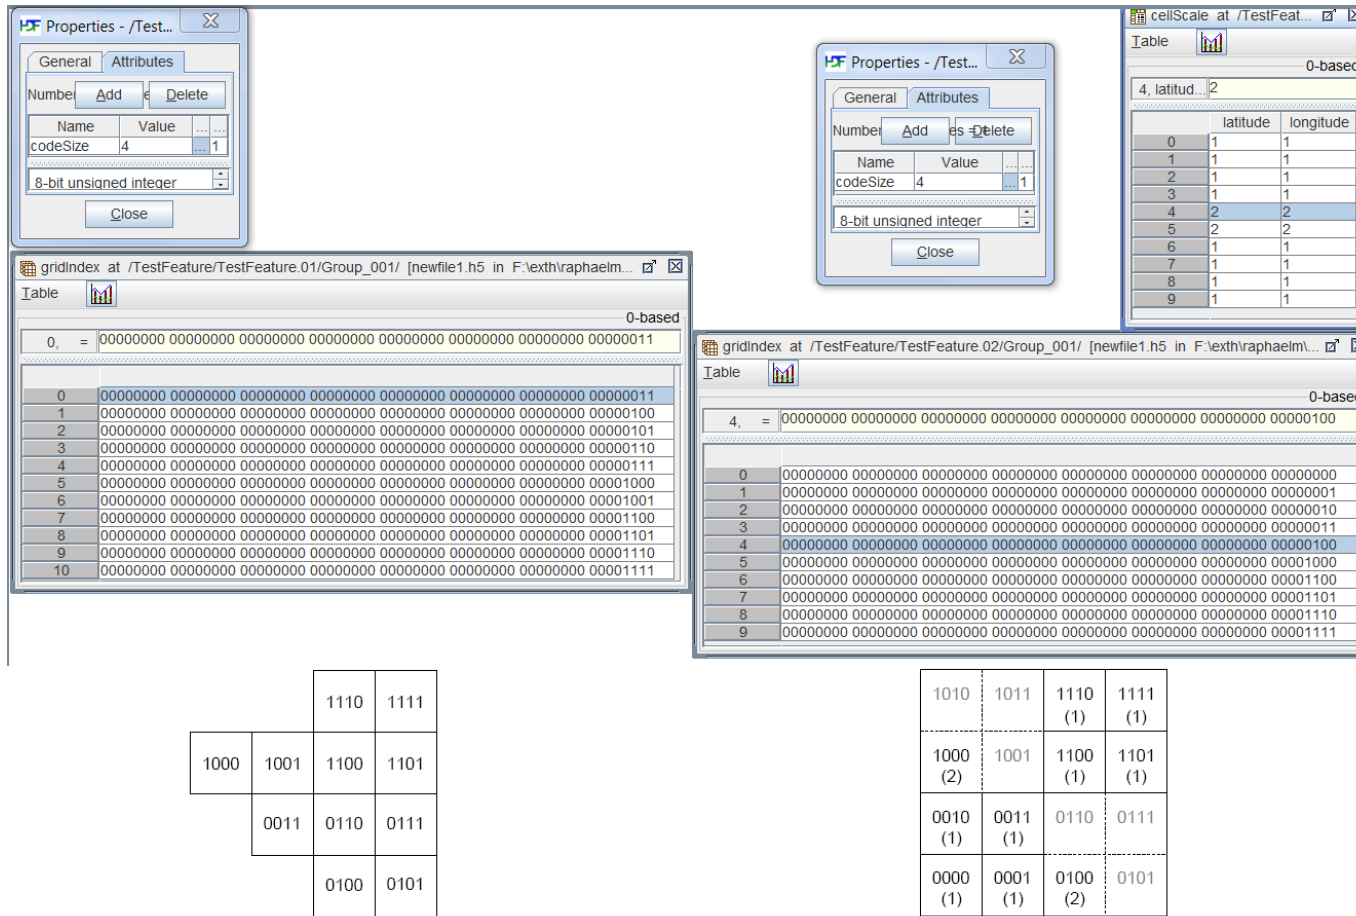 HDF Properties - /Test...
General Attributes
Number Add e Delete
Name Value ... ...
codeSize 4 ... 1
8-bit unsigned integer
Close
gridIndex at /TestFeature/TestFeature.01/Group_001/ [newfile1.h5 in F:\exth\raphaelm...
Table
0-based
0, = 00000000 00000000 00000000 00000000 00000000 00000000 00000000 00000011
0 00000000 00000000 00000000 00000000 00000000 00000000 00000000 00000011
1 00000000 00000000 00000000 00000000 00000000 00000000 00000000 00000100
2 00000000 00000000 00000000 00000000 00000000 00000000 00000000 00000101
3 00000000 00000000 00000000 00000000 00000000 00000000 00000000 00000110
4 00000000 00000000 00000000 00000000 00000000 00000000 00000000 00000111
5 00000000 00000000 00000000 00000000 00000000 00000000 00000000 00001000
6 00000000 00000000 00000000 00000000 00000000 00000000 00000000 00001001
7 00000000 00000000 00000000 00000000 00000000 00000000 00000000 00001100
8 00000000 00000000 00000000 00000000 00000000 00000000 00000000 00001101
9 00000000 00000000 00000000 00000000 00000000 00000000 00000000 00001110
10 00000000 00000000 00000000 00000000 00000000 00000000 00000000 00001111
HDF Properties - /Test...
General Attributes
Number Add es = Delete
Name Value ... ...
codeSize 4 ... 1
8-bit unsigned integer
Close
cellScale at /TestFeat...
Table
0-based
4, latitud... 2
latitude longitude
0 1 1
1 1 1
2 1 1
3 1 1
4 2 2
5 2 2
6 1 1
7 1 1
8 1 1
9 1 1
gridIndex at /TestFeature/TestFeature.02/Group_001/ [newfile1.h5 in F:\exth\raphaelm\...
Table
0-based
4, = 00000000 00000000 00000000 00000000 00000000 00000000 00000000 00000100
0 00000000 00000000 00000000 00000000 00000000 00000000 00000000 00000000
1 00000000 00000000 00000000 00000000 00000000 00000000 00000000 00000001
2 00000000 00000000 00000000 00000000 00000000 00000000 00000000 00000010
3 00000000 00000000 00000000 00000000 00000000 00000000 00000000 00000011
4 00000000 00000000 00000000 00000000 00000000 00000000 00000000 00000100
5 00000000 00000000 00000000 00000000 00000000 00000000 00000000 00001000
6 00000000 00000000 00000000 00000000 00000000 00000000 00000000 00001100
7 00000000 00000000 00000000 00000000 00000000 00000000 00000000 00001101
8 00000000 00000000 00000000 00000000 00000000 00000000 00000000 00001110
9 00000000 00000000 00000000 00000000 00000000 00000000 00000000 00001111
1110 1111
1000 1001 1100 1101
0011 0110 0111
0100 0101
1010 1011 1110 1111
(1) (1)
1000 1001 1100 1101
(2) (1) (1)
0010 0011 0110 0111
(1) (1)
0000 0001 0100 0101
(1) (1) (2)